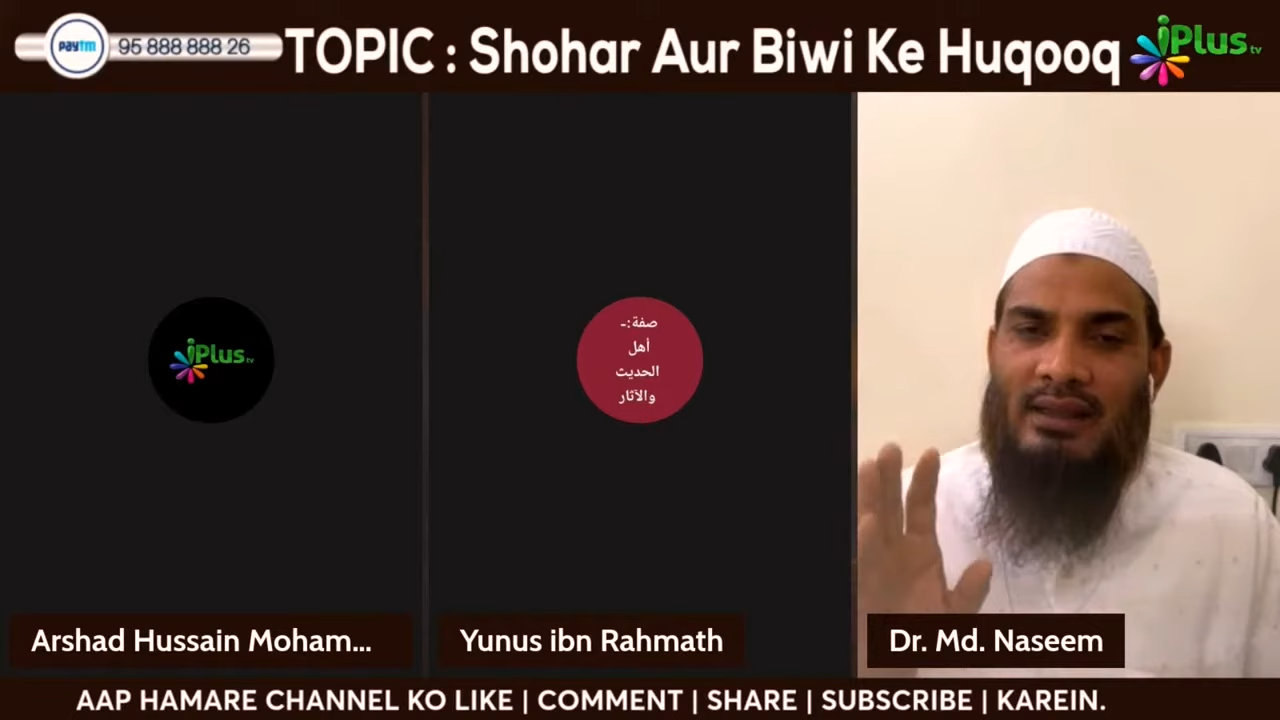 paytm 95 888 888 26
TOPIC : Shohar Aur Biwi Ke Huqooq
iPlus tv
iPlus tv
صفة:-
أهل
الحديث
والآثار
Arshad Hussain Moham...
Yunus ibn Rahmath
Dr. Md. Naseem
AAP HAMARE CHANNEL KO LIKE | COMMENT | SHARE | SUBSCRIBE | KAREIN.